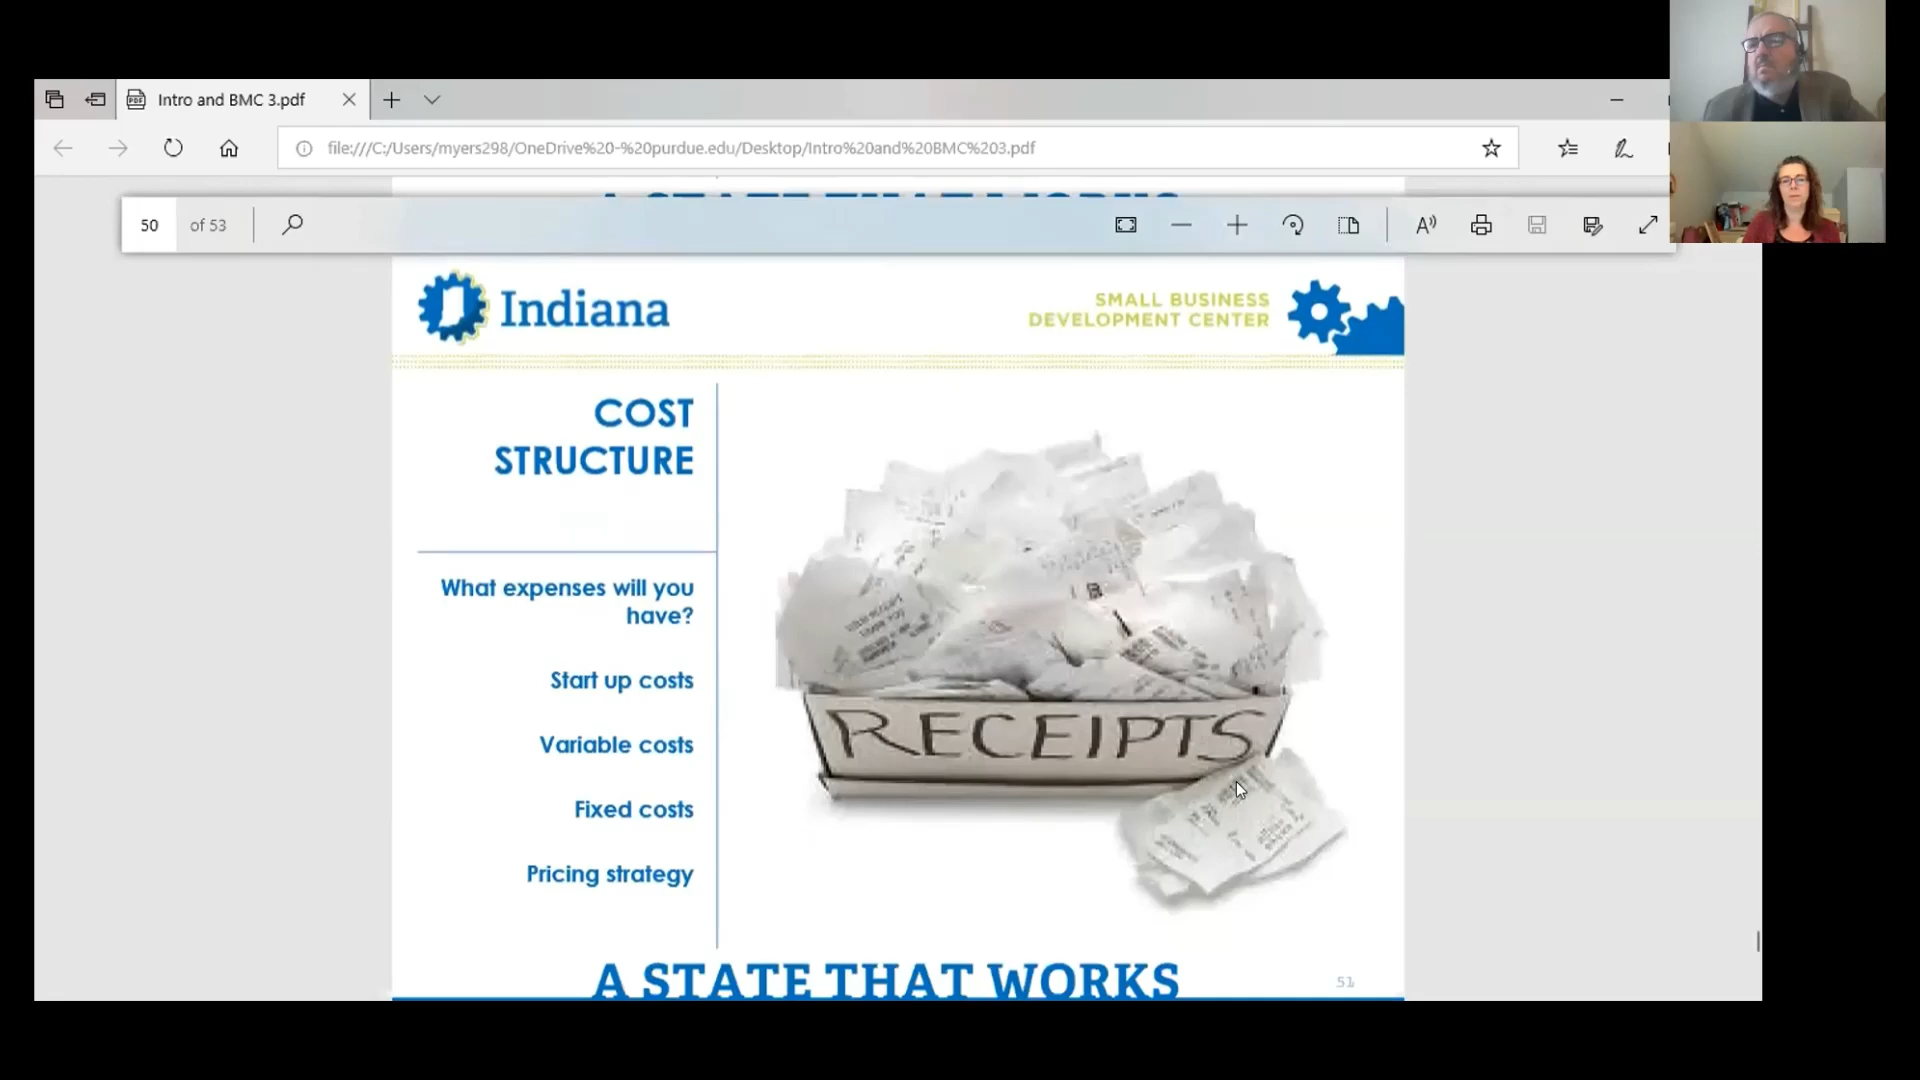 Intro and BMC 3.pdf
file:///C:/Users/myers298/OneDrive%20-%20purdue.edu/Desktop/Intro%20and%20BMC%203.pdf
50 of 53
Indiana
SMALL BUSINESS
DEVELOPMENT CENTER
COST
STRUCTURE
What expenses will you
have?
Start up costs
Variable costs
Fixed costs
Pricing strategy
RECEIPTS
A STATE THAT WORKS
51